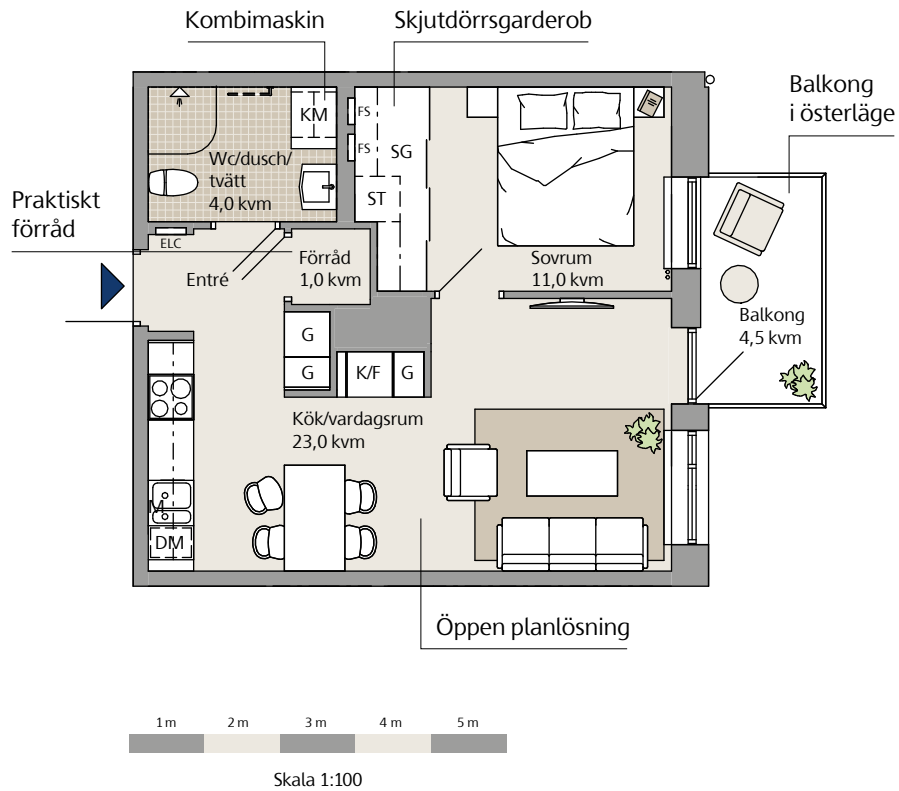 Kombimaskin
Skjutdörrsgarderob
Balkong
i österläge
FS
KM
FS
SG
Wc/dusch/
tvätt
4,0 kvm
ST
Praktiskt
förråd
ELC
Förråd
1,0 kvm
Entré
Sovrum
11,0 kvm
Balkong
4,5 kvm
G
G
K/F
G
Kök/vardagsrum
23,0 kvm
M
DM
Öppen planlösning
1 m
2 m
3 m
4 m
5 m
Skala 1:100